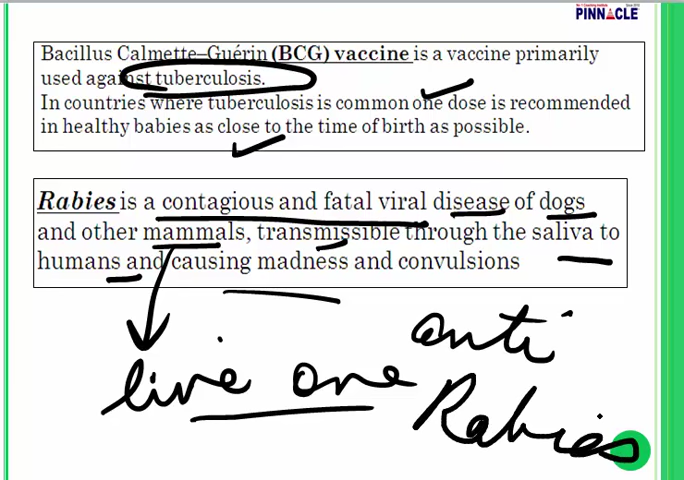 PINNACLE
Bacillus Calmette–Guérin (BCG) vaccine is a vaccine primarily
used against tuberculosis.
In countries where tuberculosis is common one dose is recommended
in healthy babies as close to the time of birth as possible.
Rabies is a contagious and fatal viral disease of dogs
and other mammals, transmissible through the saliva to
humans and causing madness and convulsions
anti
live one
Rabies